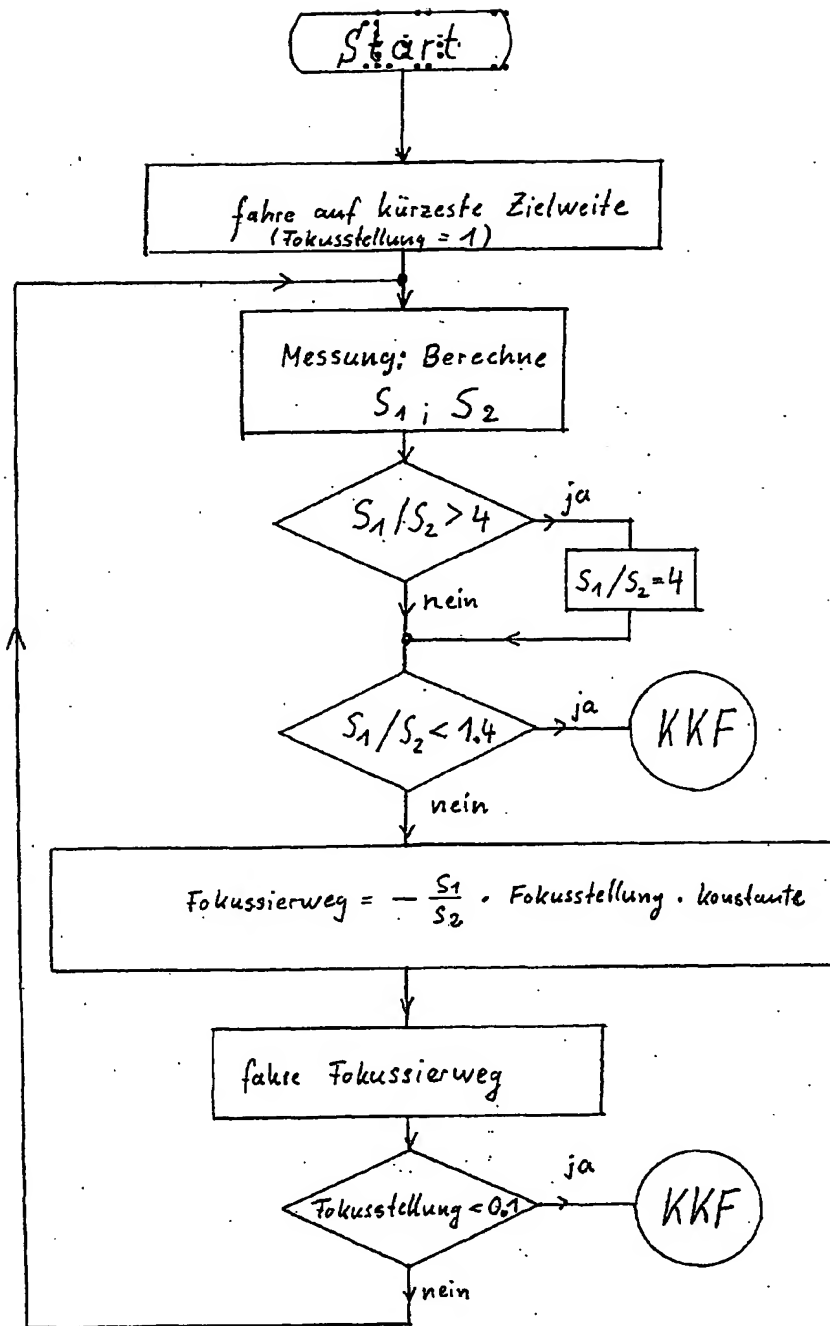 Start
fahre auf kürzeste Zielweite
(Fokusstellung = 1)
Messung: Berechne
S1 ; S2
S1/S2 > 4
ja
S1/S2 = 4
nein
S1/S2 < 1.4
ja
KKF
nein
Fokussierweg = - S1/S2 · Fokusstellung · konstante
fahre Fokussierweg
Fokusstellung < 0.1
ja
KKF
nein